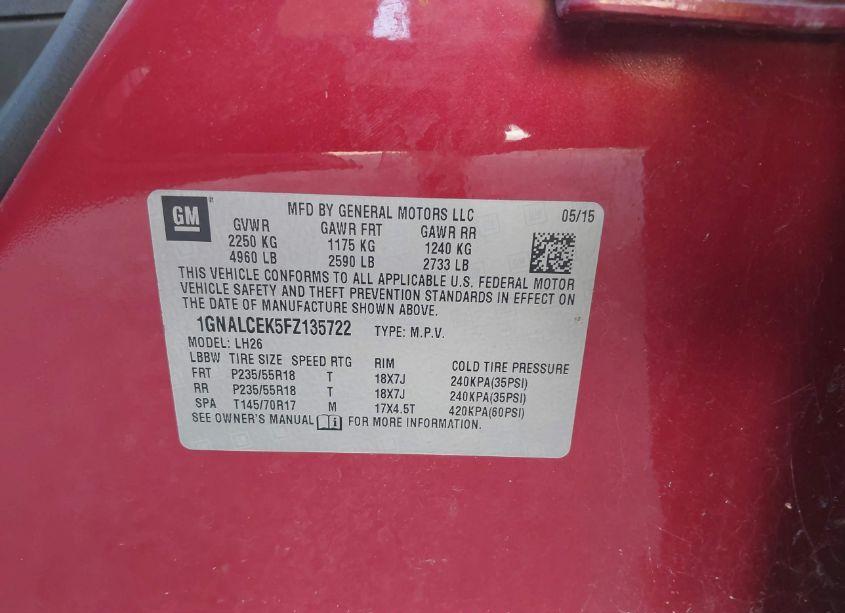 GM
MFD BY GENERAL MOTORS LLC 05/15
GVWR GAWR FRT GAWR RR
2250 KG 1175 KG 1240 KG
4960 LB 2590 LB 2733 LB
THIS VEHICLE CONFORMS TO ALL APPLICABLE U.S. FEDERAL MOTOR
VEHICLE SAFETY AND THEFT PREVENTION STANDARDS IN EFFECT ON
THE DATE OF MANUFACTURE SHOWN ABOVE.
1GNALCEK5FZ135722 TYPE: M.P.V.
MODEL: LH26
LBBW TIRE SIZE SPEED RTG RIM COLD TIRE PRESSURE
FRT P235/55R18 T 18X7J 240KPA(35PSI)
RR P235/55R18 T 18X7J 240KPA(35PSI)
SPA T145/70R17 M 17X4.5T 420KPA(60PSI)
SEE OWNER'S MANUAL FOR MORE INFORMATION.